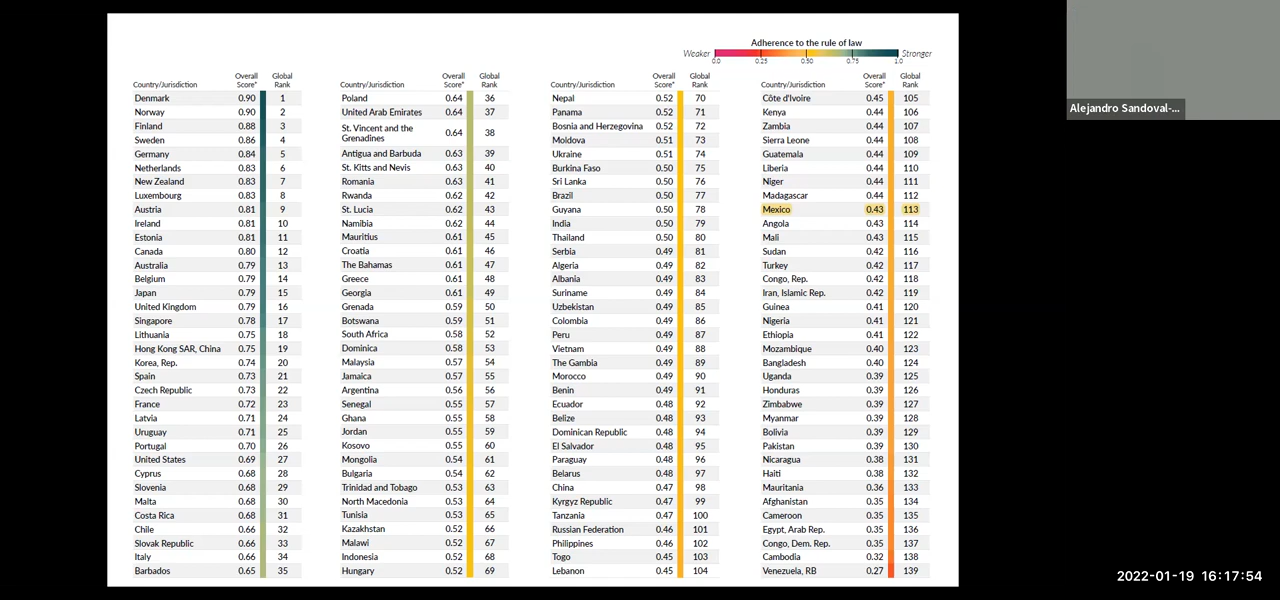 Adherence to the rule of law
Weaker Stronger
0.0 0.25 0.50 0.75 1.0
Country/Jurisdiction Overall Score* Global Rank
Denmark 0.90 1
Norway 0.90 2
Finland 0.88 3
Sweden 0.86 4
Germany 0.84 5
Netherlands 0.83 6
New Zealand 0.83 7
Luxembourg 0.83 8
Austria 0.81 9
Ireland 0.81 10
Estonia 0.81 11
Canada 0.80 12
Australia 0.79 13
Belgium 0.79 14
Japan 0.79 15
United Kingdom 0.79 16
Singapore 0.78 17
Lithuania 0.75 18
Hong Kong SAR, China 0.75 19
Korea, Rep. 0.74 20
Spain 0.73 21
Czech Republic 0.73 22
France 0.72 23
Latvia 0.71 24
Uruguay 0.71 25
Portugal 0.70 26
United States 0.69 27
Cyprus 0.68 28
Slovenia 0.68 29
Malta 0.68 30
Costa Rica 0.68 31
Chile 0.66 32
Slovak Republic 0.66 33
Italy 0.66 34
Barbados 0.65 35
Country/Jurisdiction Overall Score* Global Rank
Poland 0.64 36
United Arab Emirates 0.64 37
St. Vincent and the
Grenadines 0.64 38
Antigua and Barbuda 0.63 39
St. Kitts and Nevis 0.63 40
Romania 0.63 41
Rwanda 0.62 42
St. Lucia 0.62 43
Namibia 0.62 44
Mauritius 0.61 45
Croatia 0.61 46
The Bahamas 0.61 47
Greece 0.61 48
Georgia 0.61 49
Grenada 0.59 50
Botswana 0.59 51
South Africa 0.58 52
Dominica 0.58 53
Malaysia 0.57 54
Jamaica 0.57 55
Argentina 0.56 56
Senegal 0.55 57
Ghana 0.55 58
Jordan 0.55 59
Kosovo 0.55 60
Mongolia 0.54 61
Bulgaria 0.54 62
Trinidad and Tobago 0.53 63
North Macedonia 0.53 64
Tunisia 0.53 65
Kazakhstan 0.52 66
Malawi 0.52 67
Indonesia 0.52 68
Hungary 0.52 69
Country/Jurisdiction Overall Score* Global Rank
Nepal 0.52 70
Panama 0.52 71
Bosnia and Herzegovina 0.52 72
Moldova 0.51 73
Ukraine 0.51 74
Burkina Faso 0.50 75
Sri Lanka 0.50 76
Brazil 0.50 77
Guyana 0.50 78
India 0.50 79
Thailand 0.50 80
Serbia 0.49 81
Algeria 0.49 82
Albania 0.49 83
Suriname 0.49 84
Uzbekistan 0.49 85
Colombia 0.49 86
Peru 0.49 87
Vietnam 0.49 88
The Gambia 0.49 89
Morocco 0.49 90
Benin 0.49 91
Ecuador 0.48 92
Belize 0.48 93
Dominican Republic 0.48 94
El Salvador 0.48 95
Paraguay 0.48 96
Belarus 0.48 97
China 0.47 98
Kyrgyz Republic 0.47 99
Tanzania 0.47 100
Russian Federation 0.46 101
Philippines 0.46 102
Togo 0.45 103
Lebanon 0.45 104
Country/Jurisdiction Overall Score* Global Rank
Côte d'Ivoire 0.45 105
Kenya 0.44 106
Zambia 0.44 107
Sierra Leone 0.44 108
Guatemala 0.44 109
Liberia 0.44 110
Niger 0.44 111
Madagascar 0.44 112
Mexico 0.43 113
Angola 0.43 114
Mali 0.43 115
Sudan 0.42 116
Turkey 0.42 117
Congo, Rep. 0.42 118
Iran, Islamic Rep. 0.42 119
Guinea 0.41 120
Nigeria 0.41 121
Ethiopia 0.41 122
Mozambique 0.40 123
Bangladesh 0.40 124
Uganda 0.39 125
Honduras 0.39 126
Zimbabwe 0.39 127
Myanmar 0.39 128
Bolivia 0.39 129
Pakistan 0.39 130
Nicaragua 0.38 131
Haiti 0.38 132
Mauritania 0.36 133
Afghanistan 0.35 134
Cameroon 0.35 135
Egypt, Arab Rep. 0.35 136
Congo, Dem. Rep. 0.35 137
Cambodia 0.32 138
Venezuela, RB 0.27 139
Alejandro Sandoval-...
2022-01-19 16:17:54